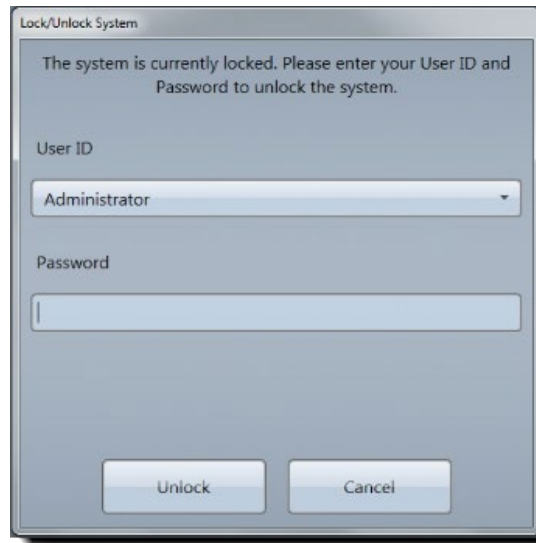 Lock/Unlock System
The system is currently locked. Please enter your User ID and
Password to unlock the system.
User ID
Administrator
Password
Unlock
Cancel